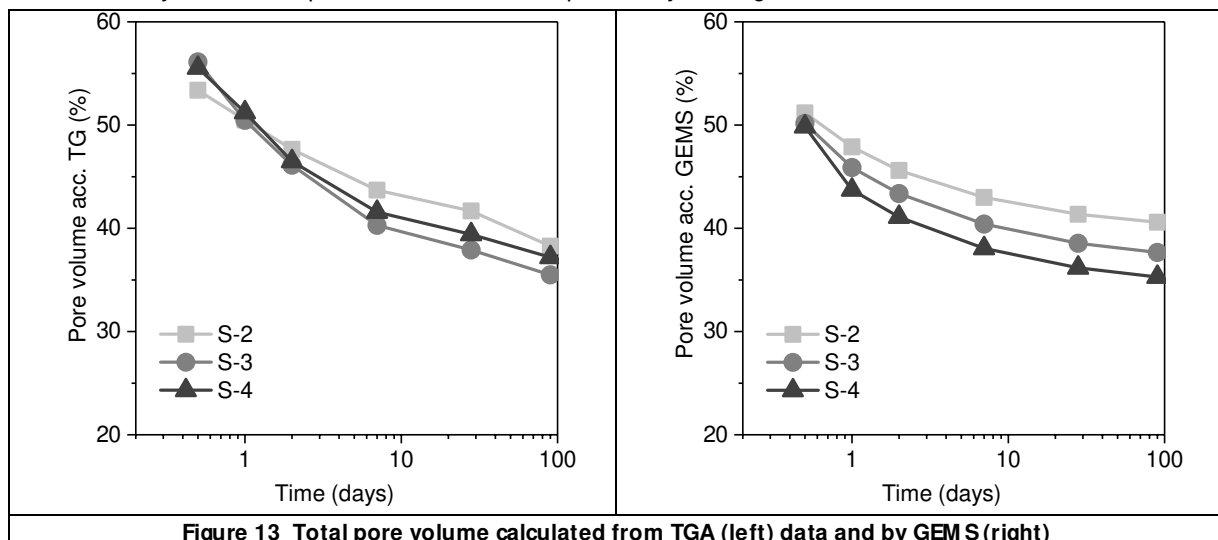 60
50
40
30
20
Pore volume acc. TG (%)
S-2
S-3
S-4
1
10
100
Time (days)
60
50
40
30
20
Pore volume acc. GEMS (%)
S-2
S-3
S-4
1
10
100
Time (days)
Figure 13 Total pore volume calculated from TGA (left) data and by GEMS (right)